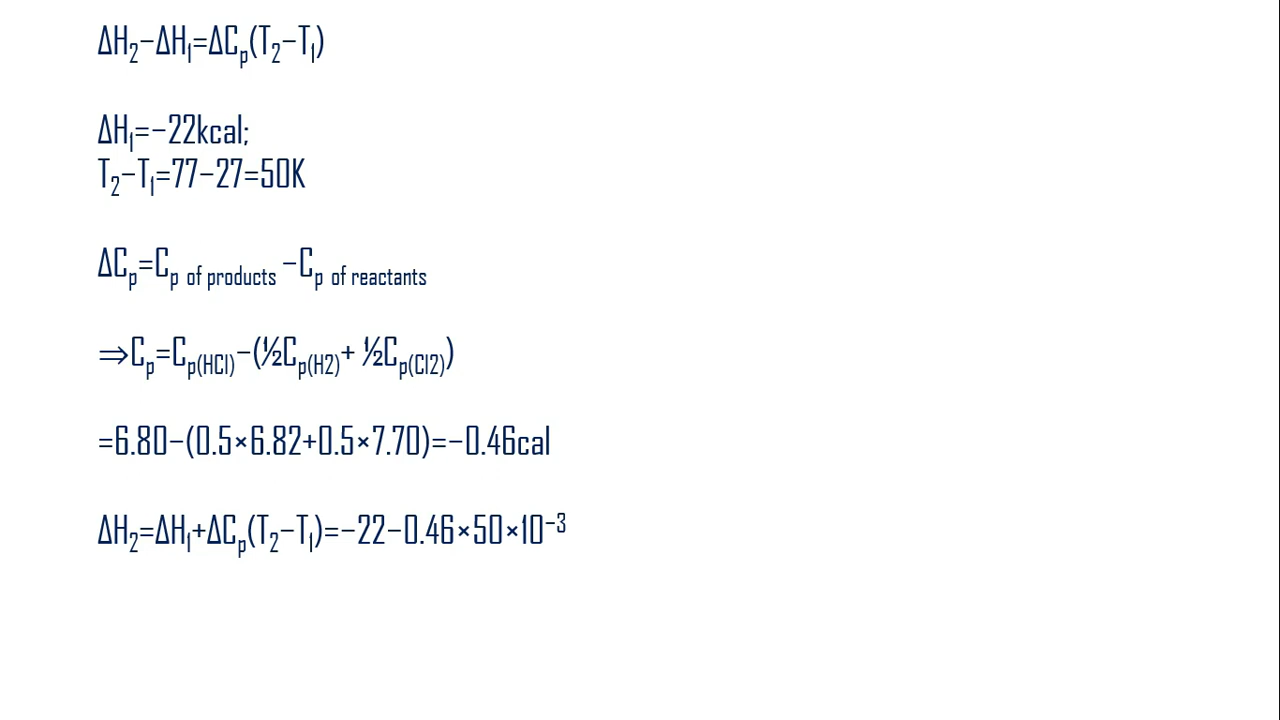 ΔH₂−ΔH₁=ΔCₚ(T₂−T₁)
ΔH₁=−22kcal;
T₂−T₁=77−27=50K
ΔCₚ=Cₚ of products −Cₚ of reactants
⇒Cₚ=Cₚ(HCl)−(½Cₚ(H2)+ ½Cₚ(Cl2))
=6.80−(0.5×6.82+0.5×7.70)=−0.46cal
ΔH₂=ΔH₁+ΔCₚ(T₂−T₁)=−22−0.46×50×10⁻³